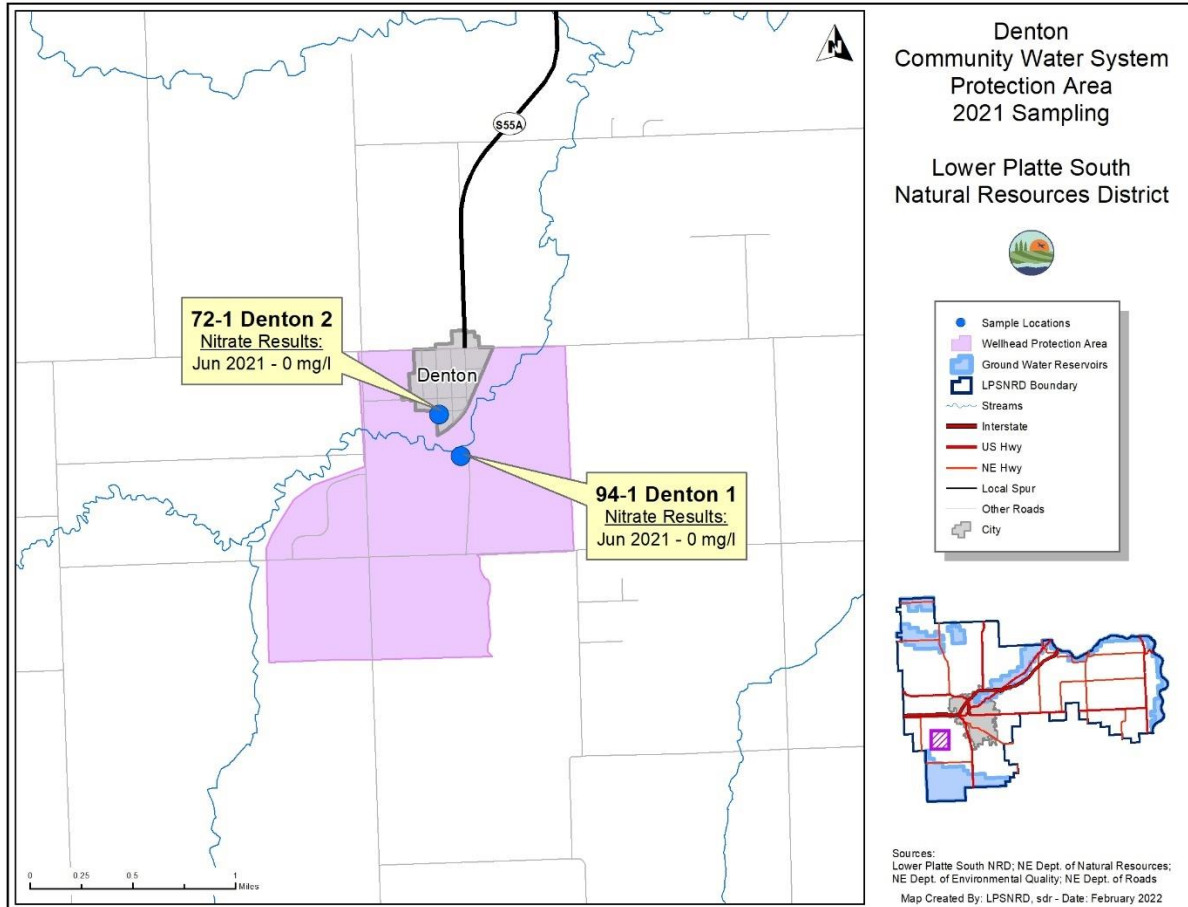 Denton
Community Water System
Protection Area
2021 Sampling
Lower Platte South
Natural Resources District
N
S55A
72-1 Denton 2
Nitrate Results:
Jun 2021 - 0 mg/l
Denton
94-1 Denton 1
Nitrate Results:
Jun 2021 - 0 mg/l
Sample Locations
Wellhead Protection Area
Ground Water Reservoirs
LPSNRD Boundary
Streams
Interstate
US Hwy
NE Hwy
Local Spur
Other Roads
City
0 0.25 0.5 1
Miles
Sources:
Lower Platte South NRD; NE Dept. of Natural Resources;
NE Dept. of Environmental Quality; NE Dept. of Roads
Map Created By: LPSNRD, sdr - Date: February 2022